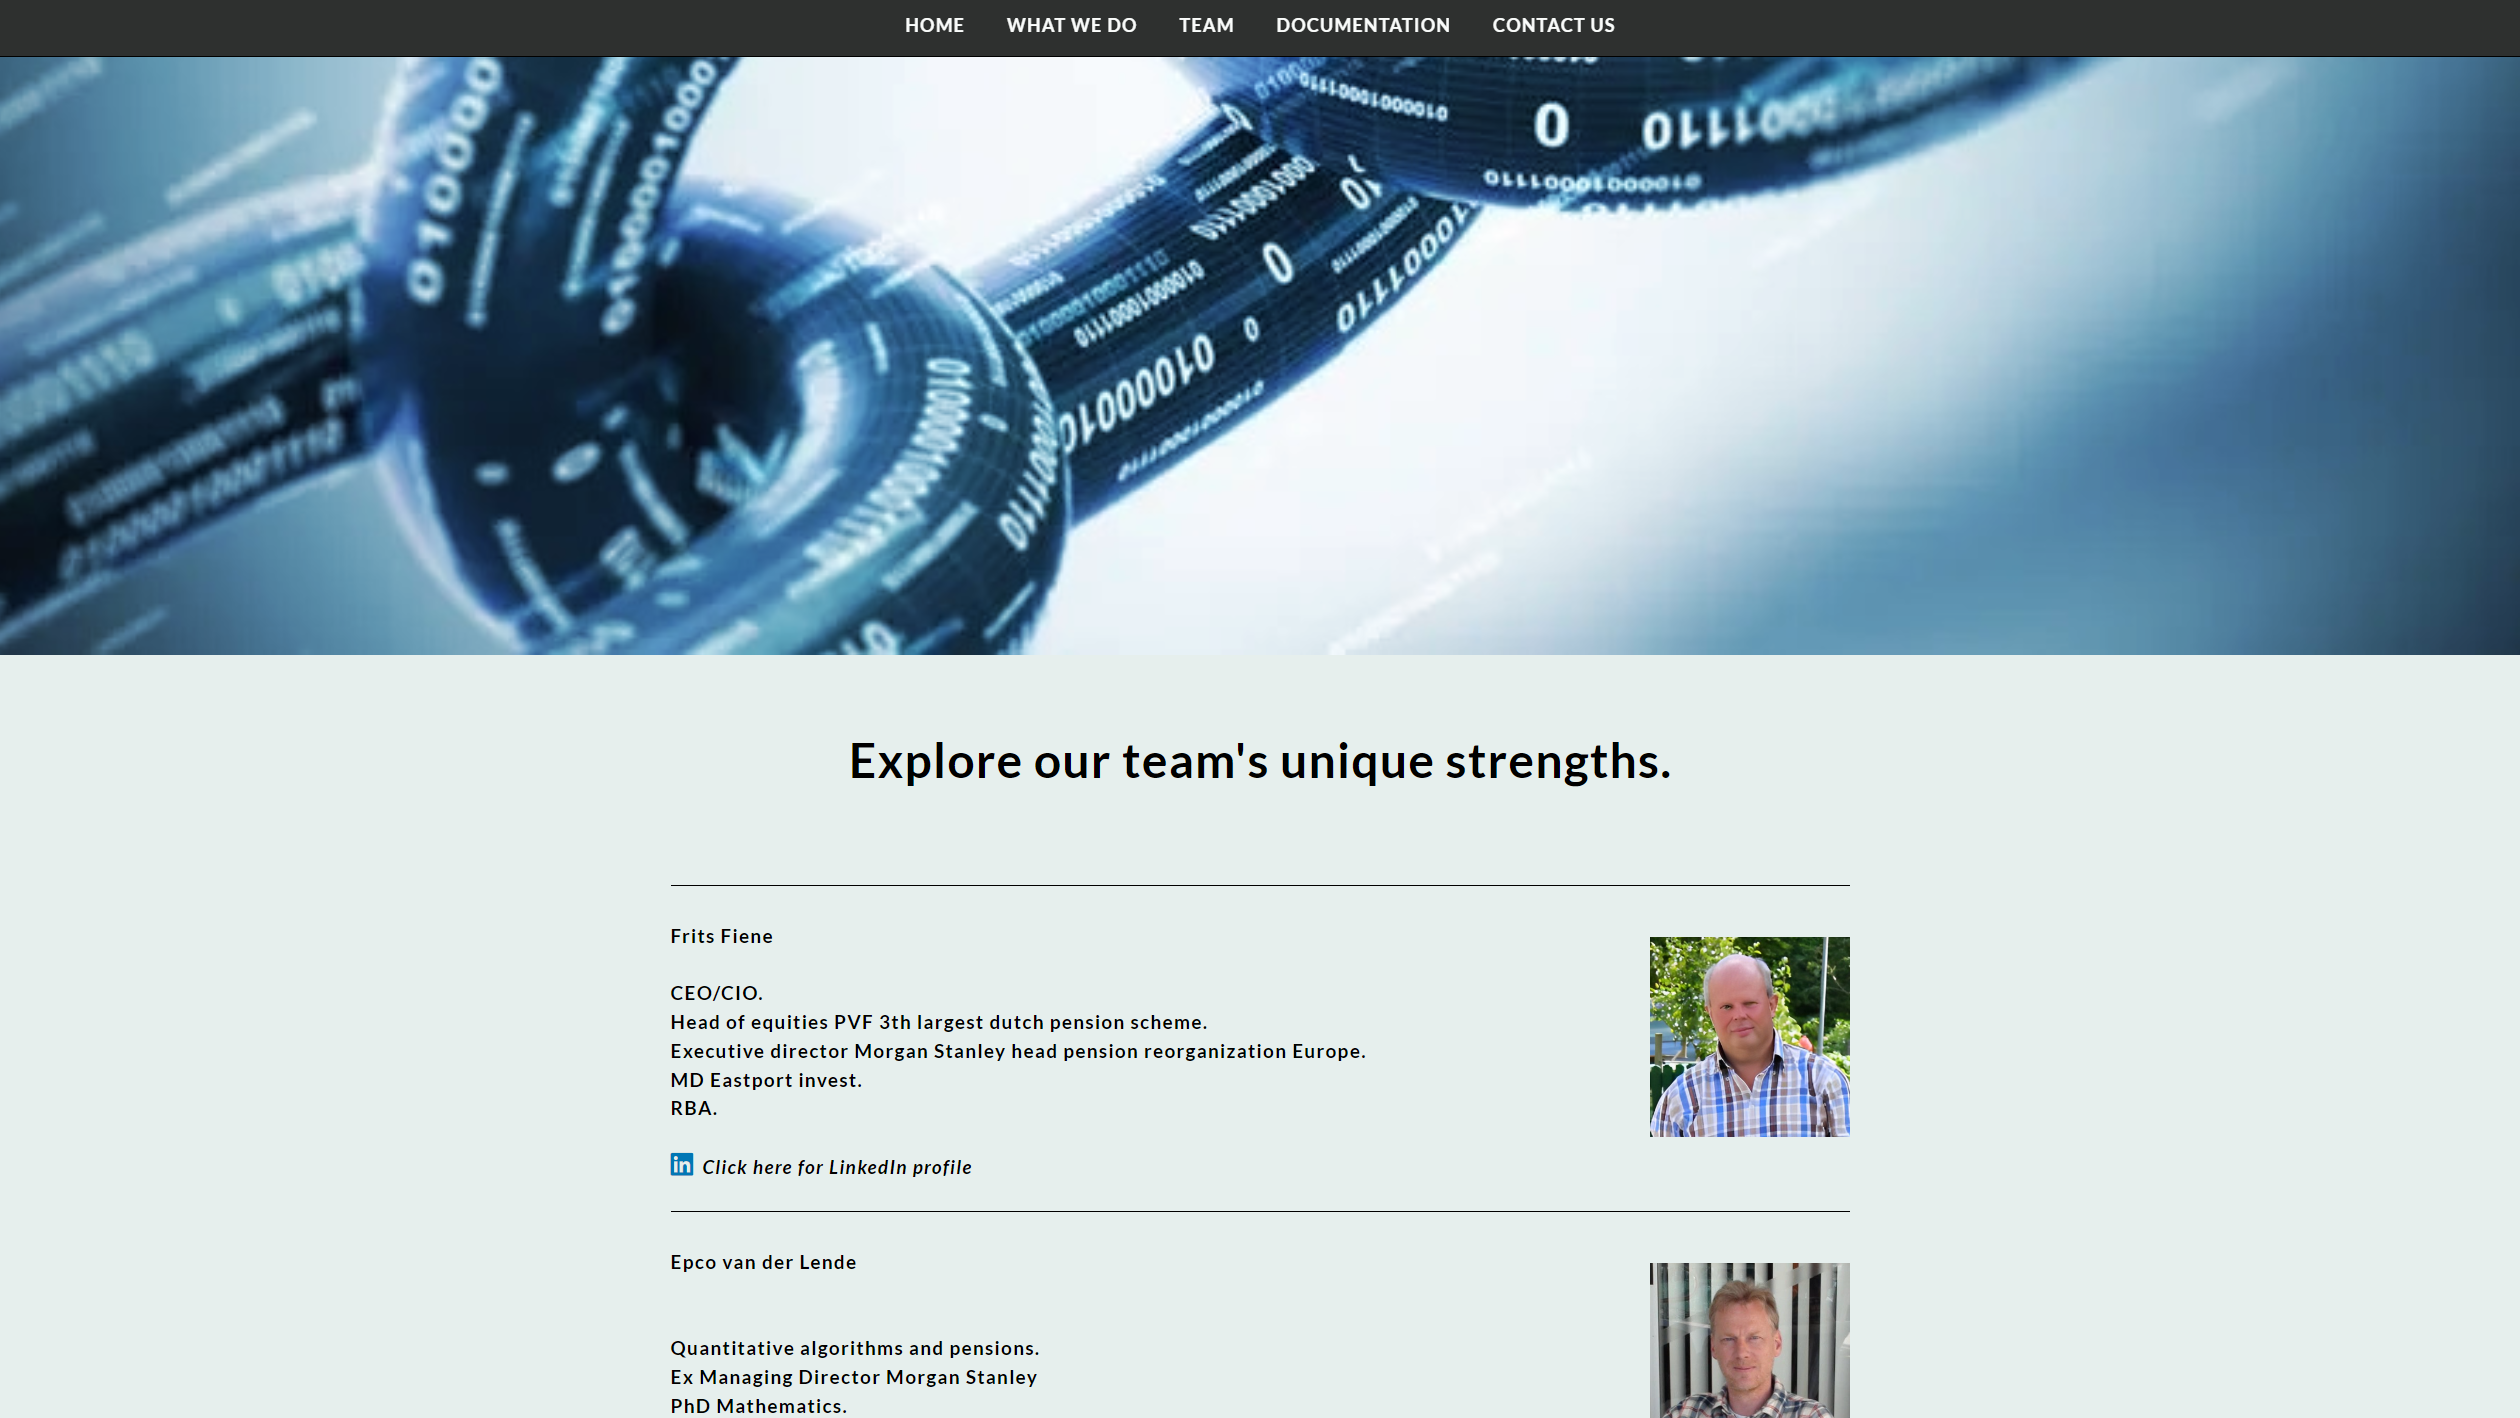 HOME WHAT WE DO TEAM DOCUMENTATION CONTACT US
Explore our team's unique strengths.
Frits Fiene
CEO/CIO.
Head of equities PVF 3th largest dutch pension scheme.
Executive director Morgan Stanley head pension reorganization Europe.
MD Eastport invest.
RBA.
in Click here for LinkedIn profile
Epco van der Lende
Quantitative algorithms and pensions.
Ex Managing Director Morgan Stanley
PhD Mathematics.